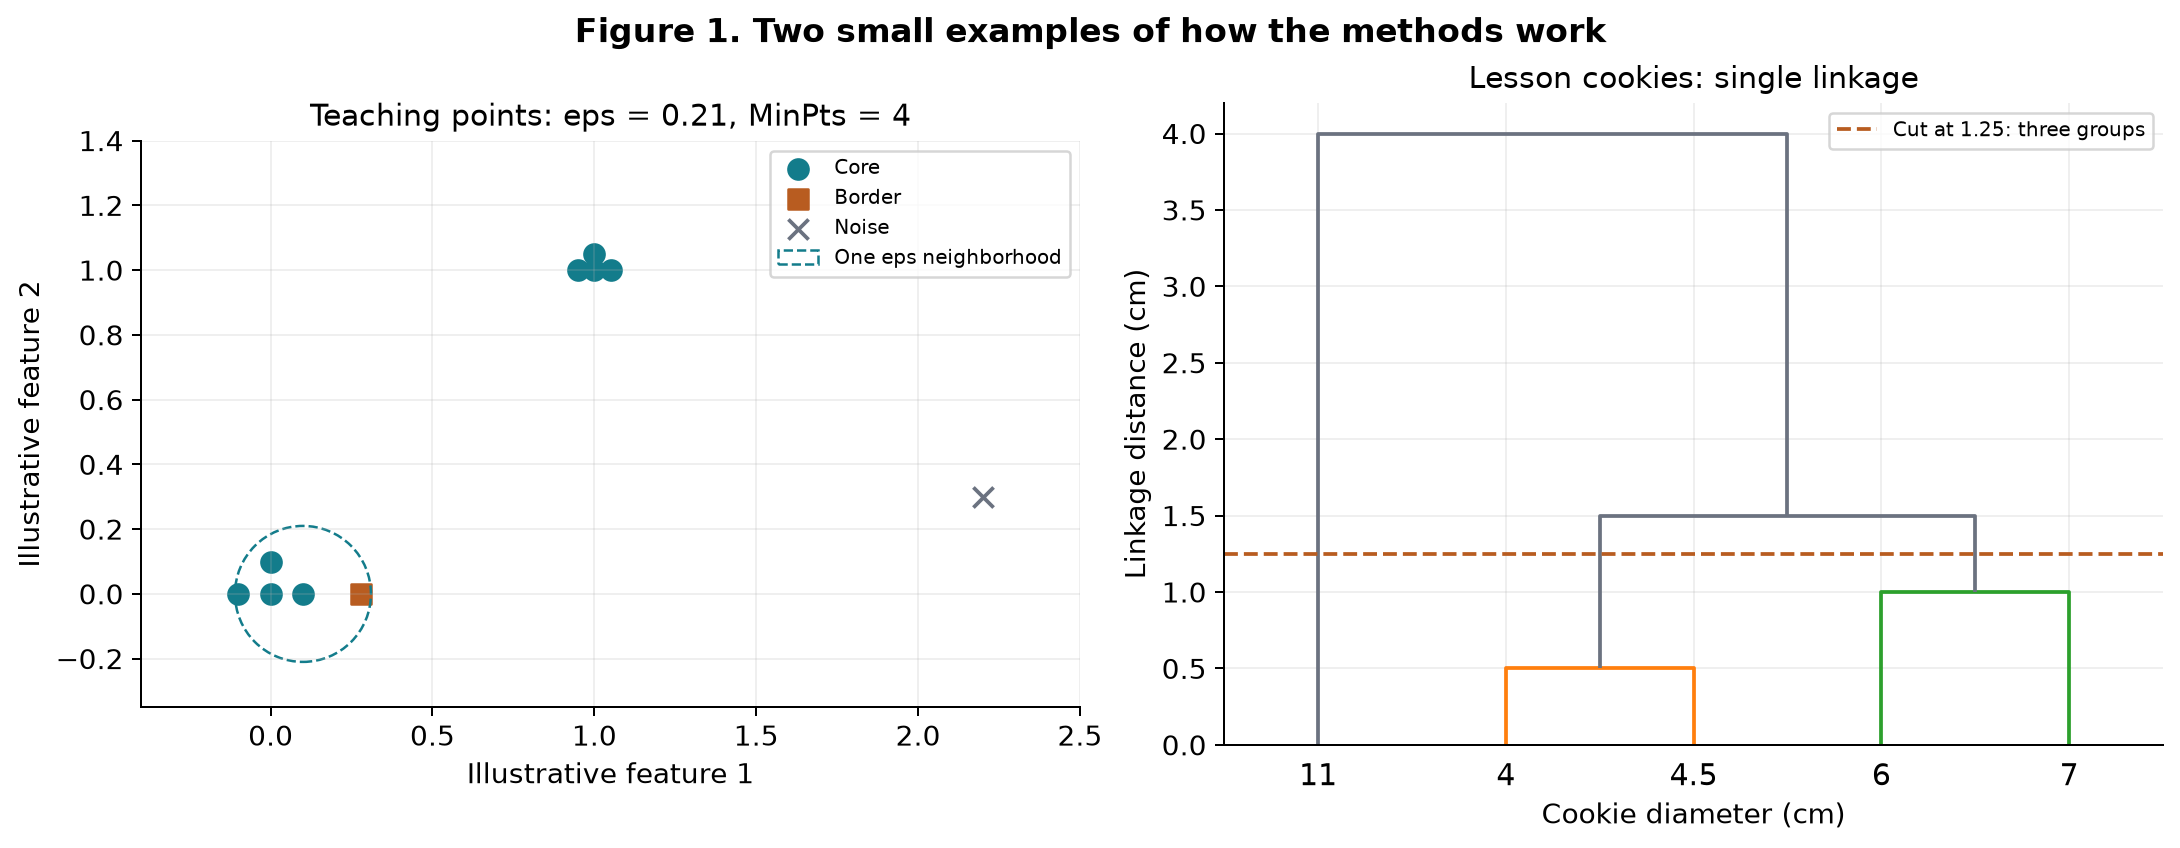 Figure 1. Two small examples of how the methods work
Teaching points: eps = 0.21, MinPts = 4
1.4
1.2
1.0
0.8
0.6
0.4
0.2
0.0
−0.2
Illustrative feature 2
0.0 0.5 1.0 1.5 2.0 2.5
Illustrative feature 1
Core
Border
Noise
One eps neighborhood
Lesson cookies: single linkage
4.0
3.5
3.0
2.5
2.0
1.5
1.0
0.5
0.0
Linkage distance (cm)
11 4 4.5 6 7
Cookie diameter (cm)
Cut at 1.25: three groups